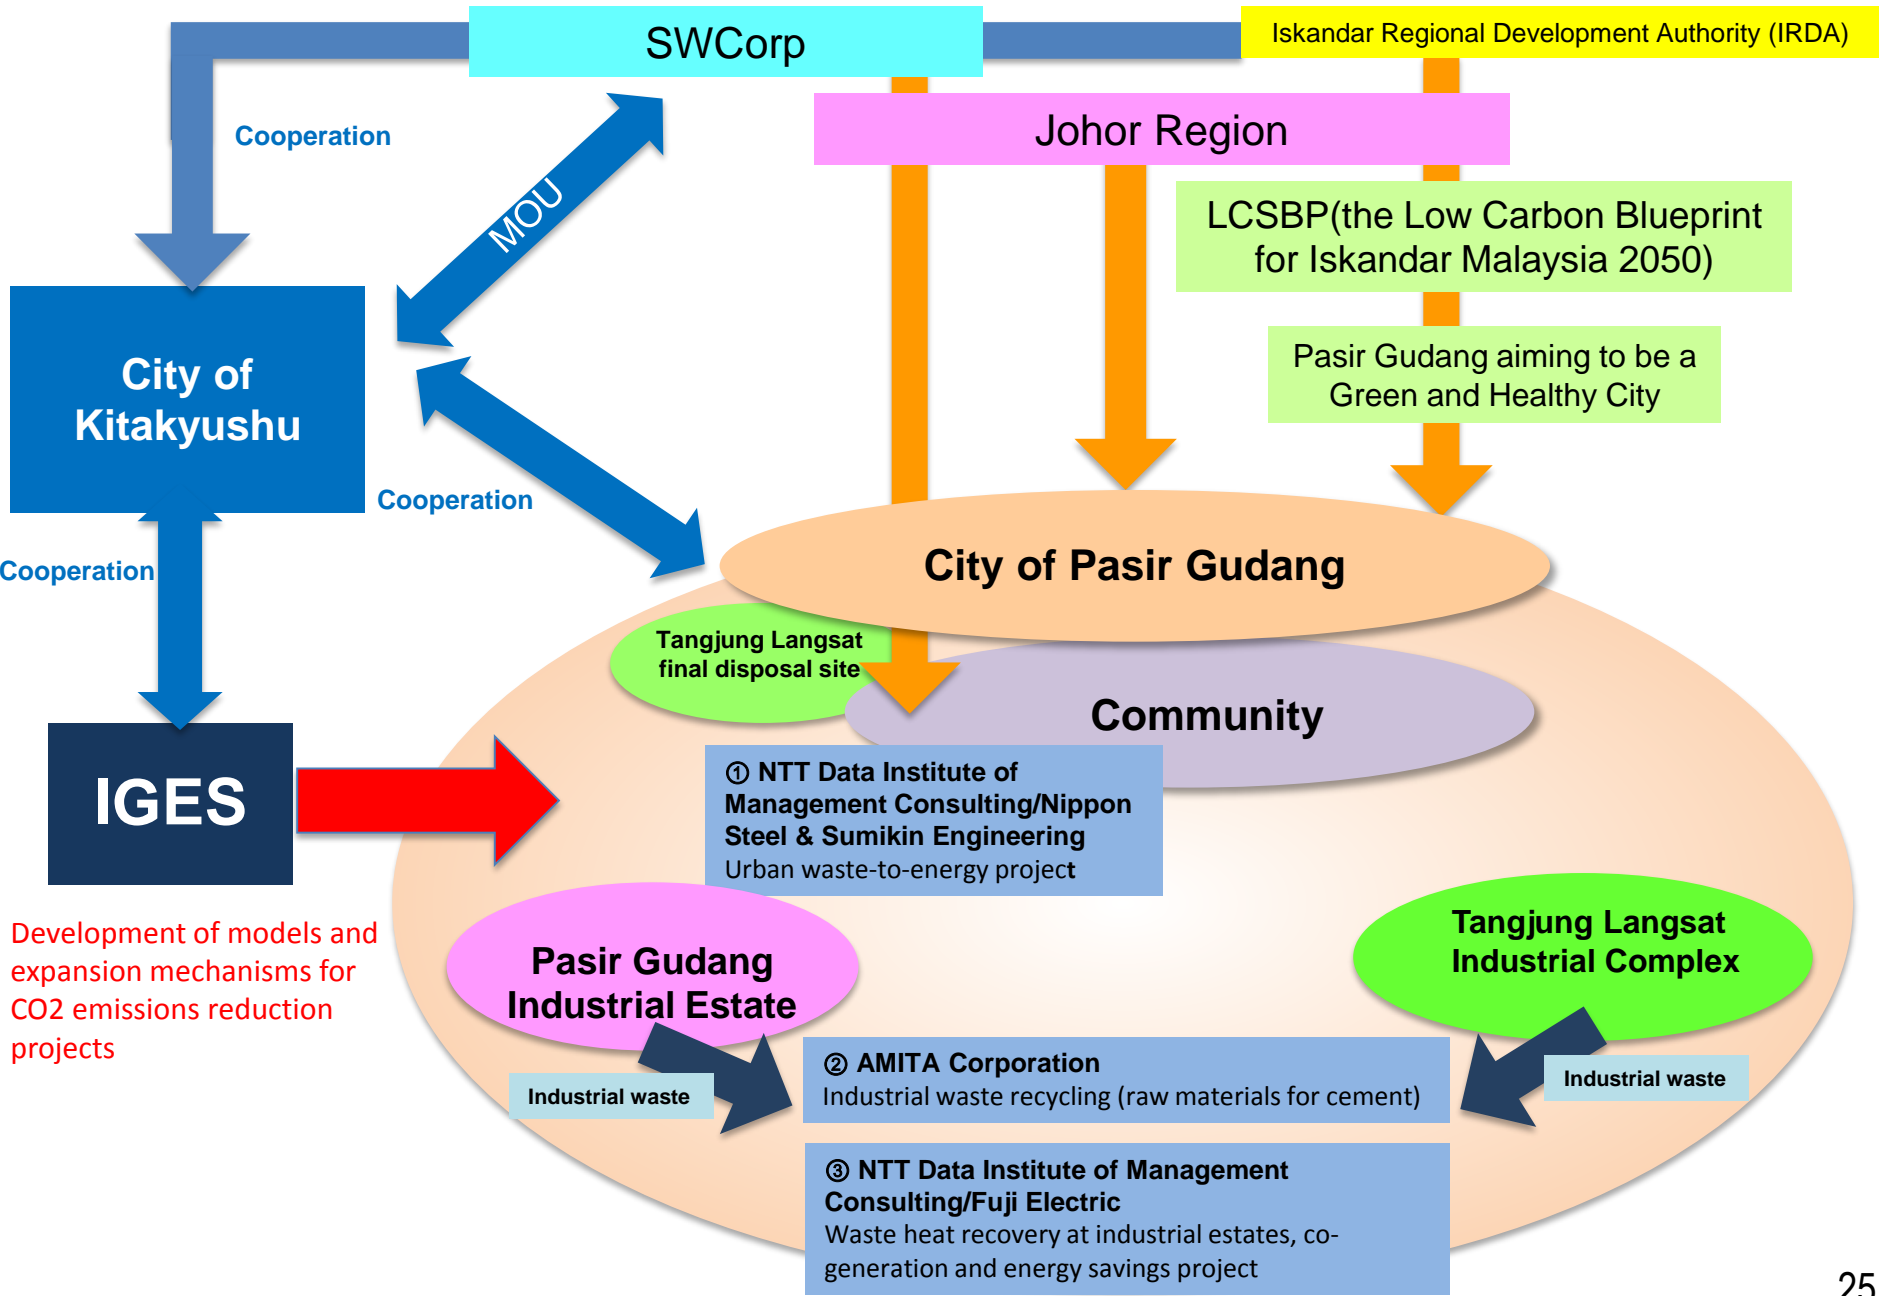 SWCorp
Iskandar Regional Development Authority (IRDA)
Cooperation
MOU
Johor Region
LCSBP(the Low Carbon Blueprint
for Iskandar Malaysia 2050)
Pasir Gudang aiming to be a
Green and Healthy City
City of
Kitakyushu
Cooperation
Cooperation
City of Pasir Gudang
Tangjung Langsat
final disposal site
Community
IGES
① NTT Data Institute of
Management Consulting/Nippon
Steel & Sumikin Engineering
Urban waste-to-energy project
Development of models and
expansion mechanisms for
CO2 emissions reduction
projects
Pasir Gudang
Industrial Estate
Tangjung Langsat
Industrial Complex
Industrial waste
② AMITA Corporation
Industrial waste recycling (raw materials for cement)
Industrial waste
③ NTT Data Institute of Management
Consulting/Fuji Electric
Waste heat recovery at industrial estates, co-
generation and energy savings project
25